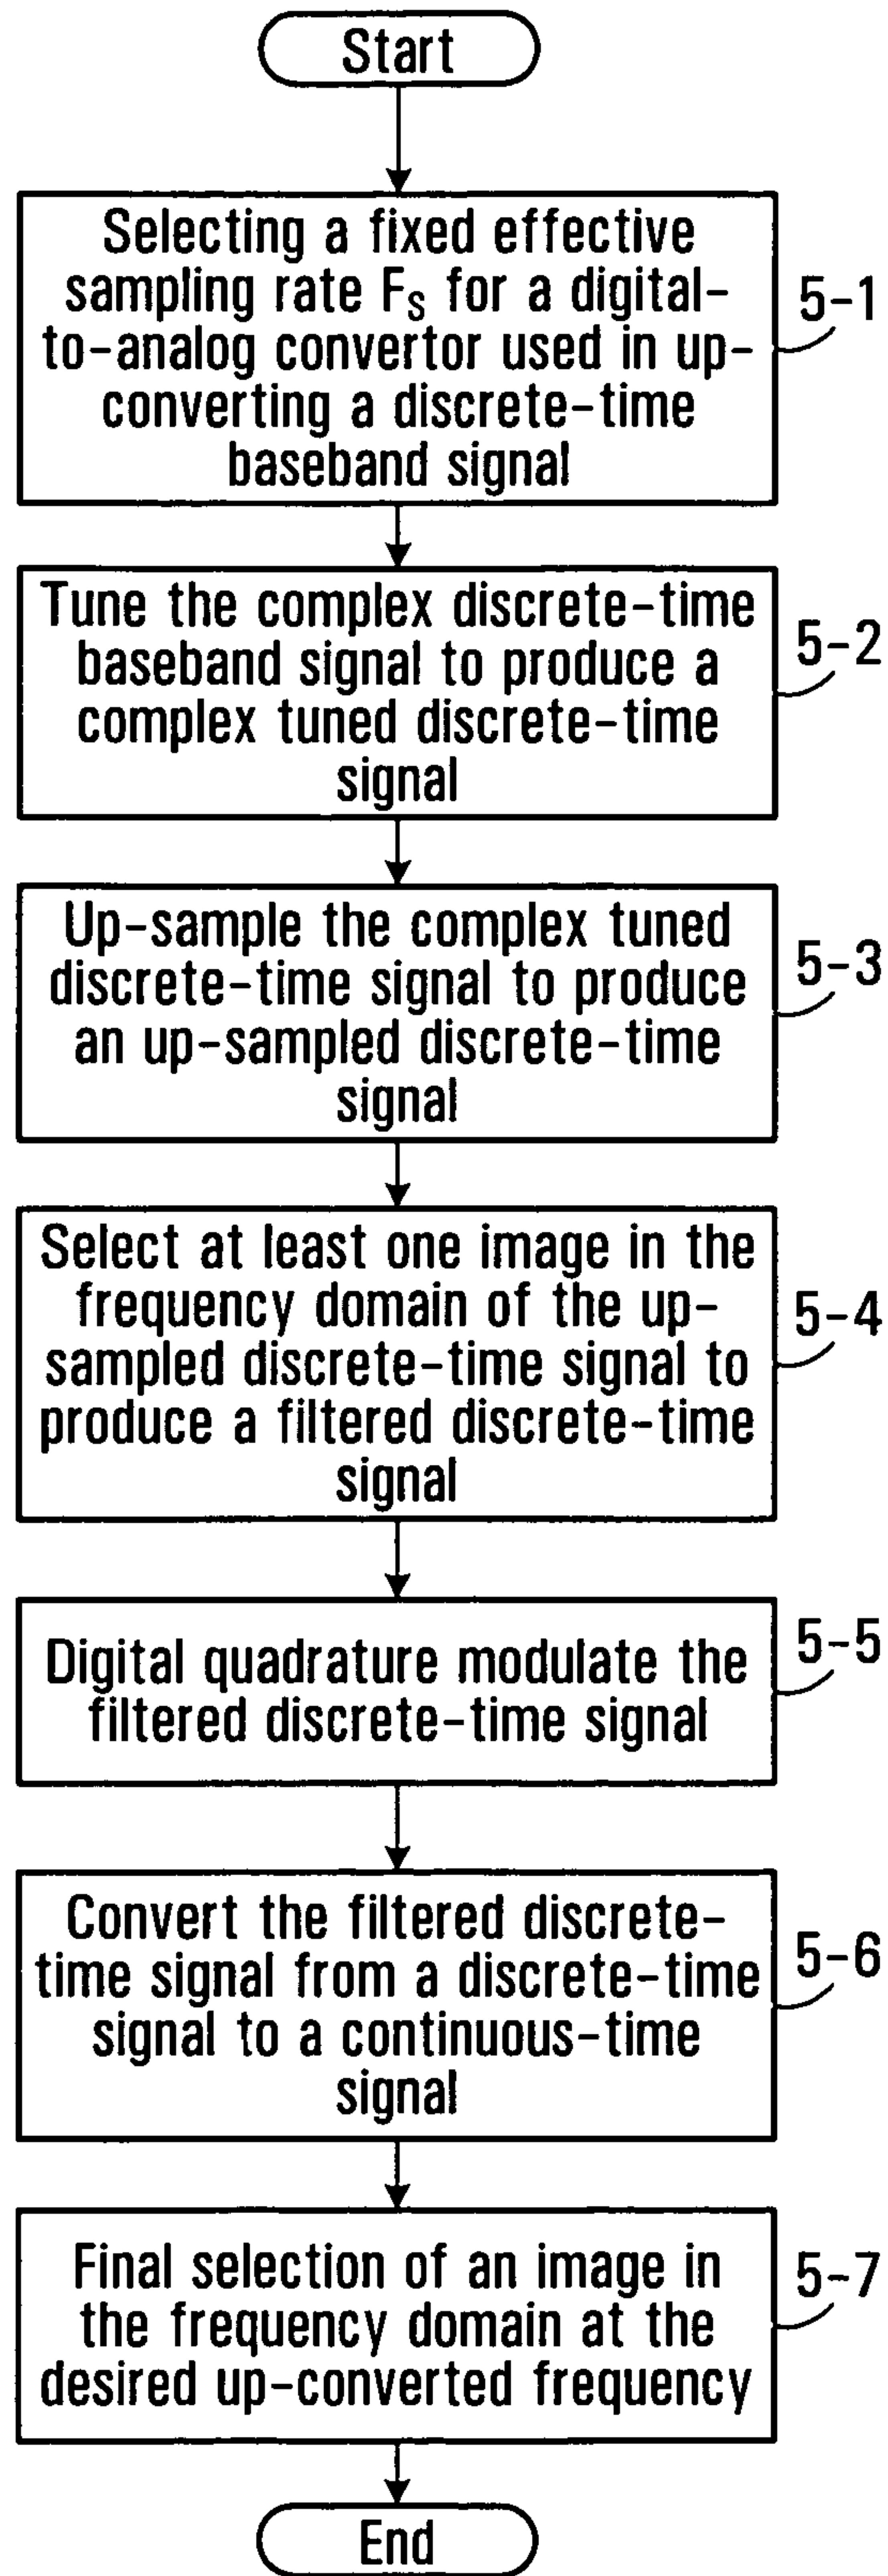 Start
Selecting a fixed effective
sampling rate Fs for a digital-
to-analog convertor used in up-
converting a discrete-time
baseband signal
5-1
Tune the complex discrete-time
baseband signal to produce a
complex tuned discrete-time
signal
5-2
Up-sample the complex tuned
discrete-time signal to produce
an up-sampled discrete-time
signal
5-3
Select at least one image in the
frequency domain of the up-
sampled discrete-time signal to
produce a filtered discrete-time
signal
5-4
Digital quadrature modulate the
filtered discrete-time signal
5-5
Convert the filtered discrete-
time signal from a discrete-time
signal to a continuous-time
signal
5-6
Final selection of an image in
the frequency domain at the
desired up-converted frequency
5-7
End